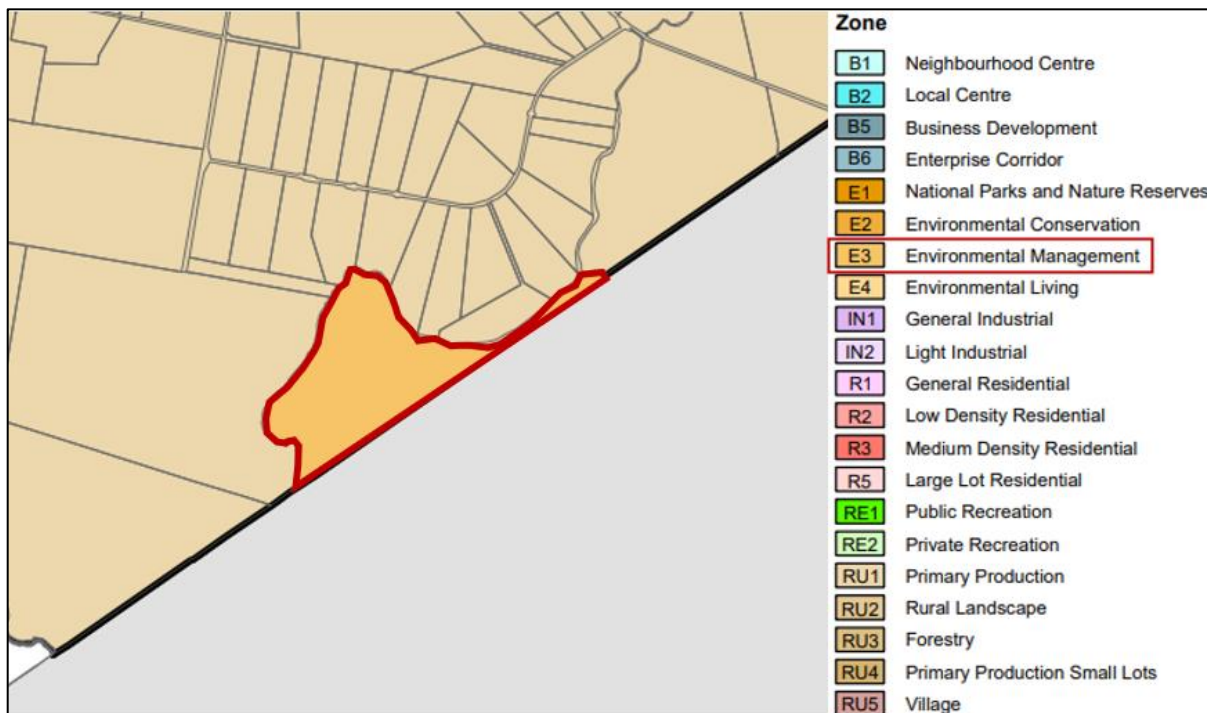 Zone
B1 Neighbourhood Centre
B2 Local Centre
B5 Business Development
B6 Enterprise Corridor
E1 National Parks and Nature Reserves
E2 Environmental Conservation
E3 Environmental Management
E4 Environmental Living
IN1 General Industrial
IN2 Light Industrial
R1 General Residential
R2 Low Density Residential
R3 Medium Density Residential
R5 Large Lot Residential
RE1 Public Recreation
RE2 Private Recreation
RU1 Primary Production
RU2 Rural Landscape
RU3 Forestry
RU4 Primary Production Small Lots
RU5 Village